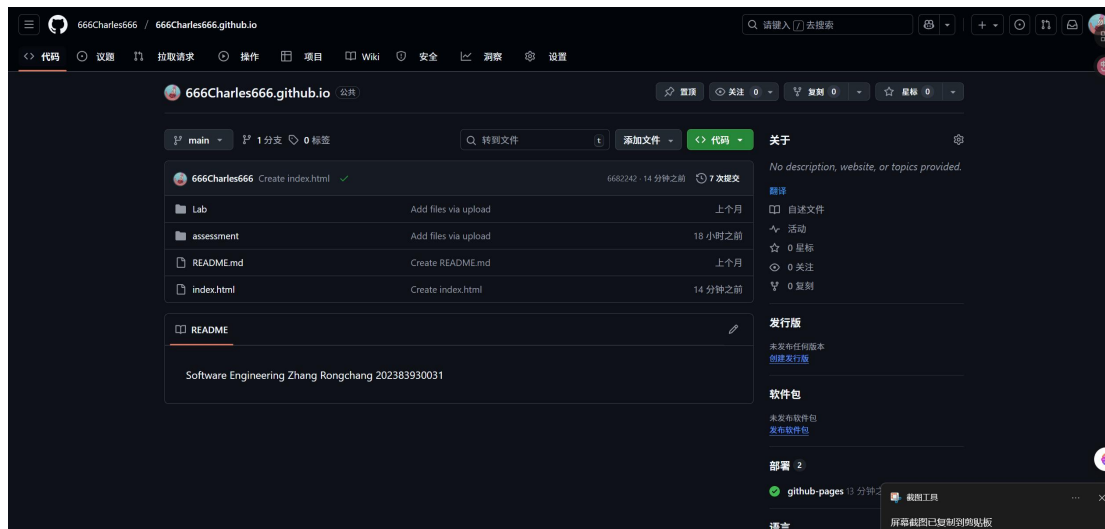 666Charles666 / 666Charles666.github.io
请键入 / 去搜索
代码 议题 拉取请求 操作 项目 Wiki 安全 洞察 设置
666Charles666.github.io 公共
置顶 关注 0 复刻 0 星标 0
main 1 分支 0 标签
转到文件 t
添加文件 代码
666Charles666 Create index.html
6682242 · 14 分钟之前 7 次提交
Lab Add files via upload 上个月
assessment Add files via upload 18 小时之前
README.md Create README.md 上个月
index.html Create index.html 14 分钟之前
README
Software Engineering Zhang Rongchang 202383930031
关于
No description, website, or topics provided.
翻译
自述文件
活动
0 星标
0 关注
0 复刻
发行版
未发布任何版本
创建发行版
软件包
未发布软件包
发布软件包
部署 2
github-pages 13 分钟之
语言
截图工具
屏幕截图已复制到剪贴板